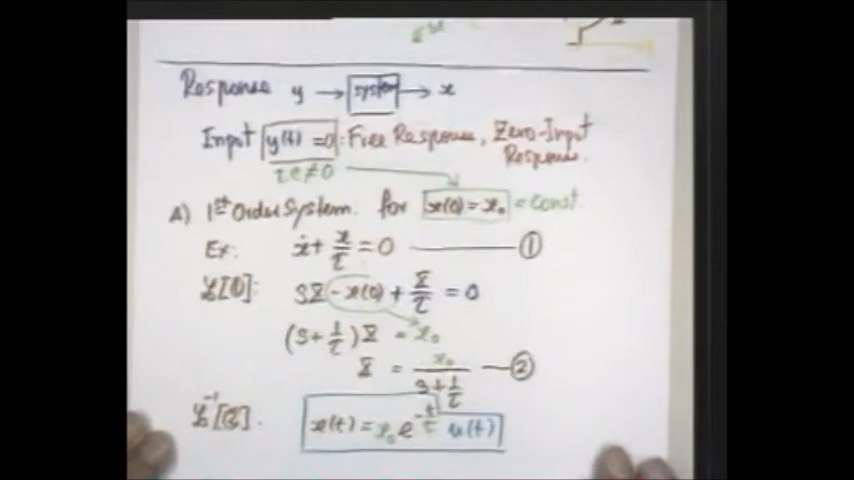 Response y → system → x
Input y(t) = 0 : Free Response, Zero-Input
Response.
I.C ≠ 0
A) 1st Order System. for x(0) = x₀ = const.
Ex: ẋ + x/τ = 0 ①
ℒ[①]: sX - x(0) + X/τ = 0
(s + 1/τ) X = x₀
X = x₀/(s + 1/τ) ②
ℒ⁻¹[②]. x(t) = x₀ e^(-t/τ) u(t)